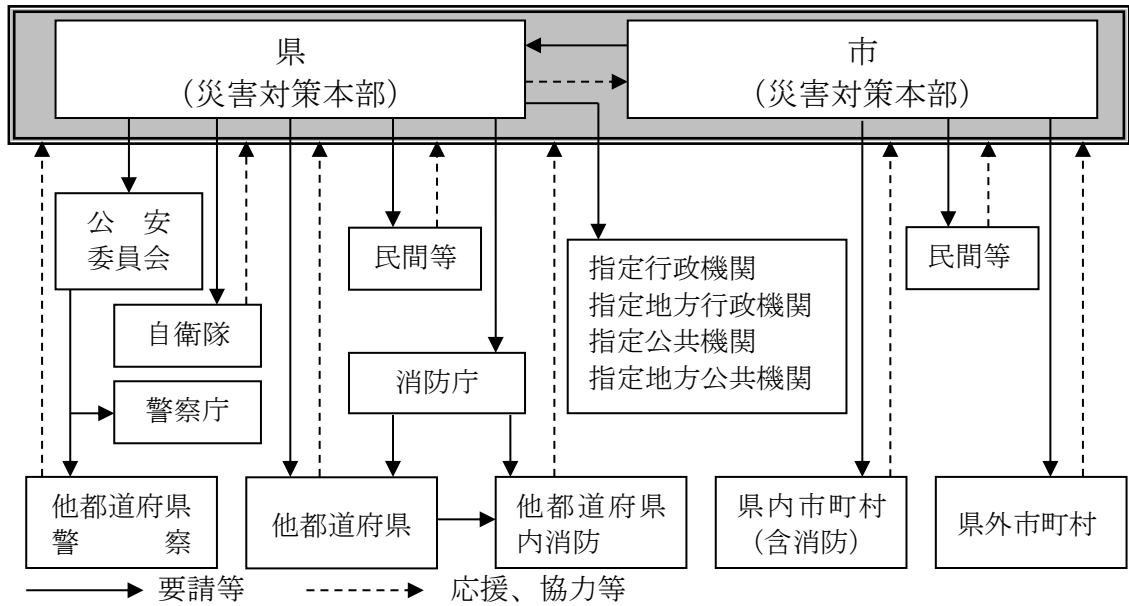 県
（災害対策本部）
市
（災害対策本部）
公 安
委員会
民間等
指定行政機関
指定地方行政機関
指定公共機関
指定地方公共機関
民間等
自衛隊
消防庁
警察庁
他都道府県
警 察
他都道府県
他都道府県
内消防
県内市町村
（含消防）
県外市町村
要請等
応援、協力等